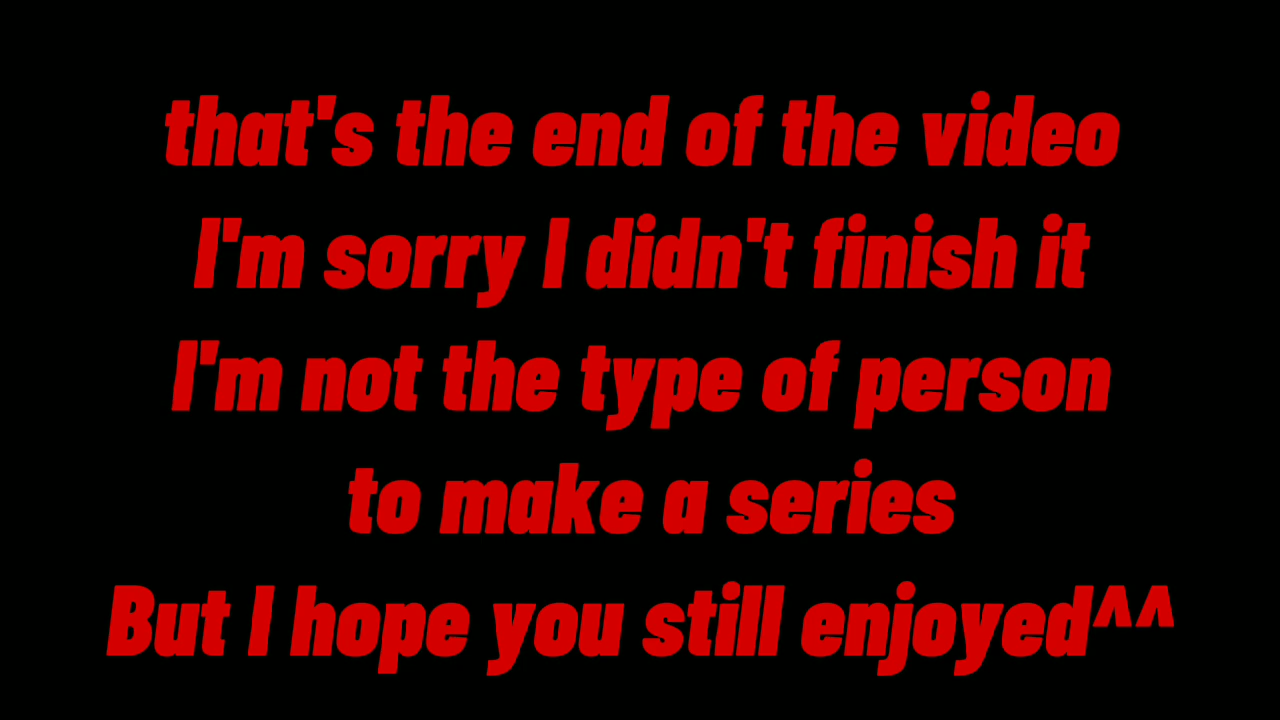 that's the end of the video
I'm sorry I didn't finish it
I'm not the type of person
to make a series
But I hope you still enjoyed^^